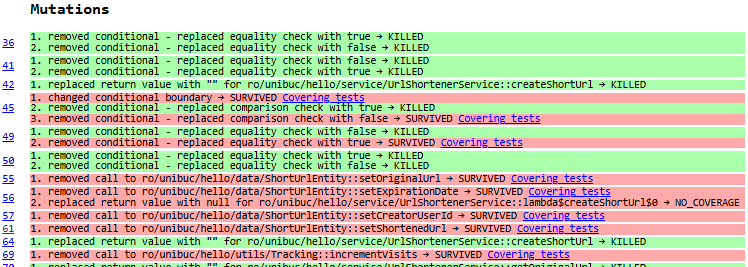 Mutations
36 1. removed conditional - replaced equality check with true → KILLED
2. removed conditional - replaced equality check with false → KILLED
41 1. removed conditional - replaced equality check with false → KILLED
2. removed conditional - replaced equality check with true → KILLED
42 1. replaced return value with "" for ro/unibuc/hello/service/UrlShortenerService::createShortUrl → KILLED
45 1. changed conditional boundary → SURVIVED Covering tests
2. removed conditional - replaced comparison check with true → KILLED
3. removed conditional - replaced comparison check with false → SURVIVED Covering tests
49 1. removed conditional - replaced equality check with false → KILLED
2. removed conditional - replaced equality check with true → SURVIVED Covering tests
50 1. removed conditional - replaced equality check with true → KILLED
2. removed conditional - replaced equality check with false → KILLED
55 1. removed call to ro/unibuc/hello/data/ShortUrlEntity::setOriginalUrl → SURVIVED Covering tests
56 1. removed call to ro/unibuc/hello/data/ShortUrlEntity::setExpirationDate → SURVIVED Covering tests
2. replaced return value with null for ro/unibuc/hello/service/UrlShortenerService::lambda$createShortUrl$0 → NO_COVERAGE
57 1. removed call to ro/unibuc/hello/data/ShortUrlEntity::setCreatorUserId → SURVIVED Covering tests
61 1. removed call to ro/unibuc/hello/data/ShortUrlEntity::setShortenedUrl → SURVIVED Covering tests
64 1. replaced return value with "" for ro/unibuc/hello/service/UrlShortenerService::createShortUrl → KILLED
69 1. removed call to ro/unibuc/hello/utils/Tracking::incrementVisits → SURVIVED Covering tests
70 1. replaced return value with "" for ro/unibuc/hello/service/UrlShortenerService::getOriginalUrl → KILLED